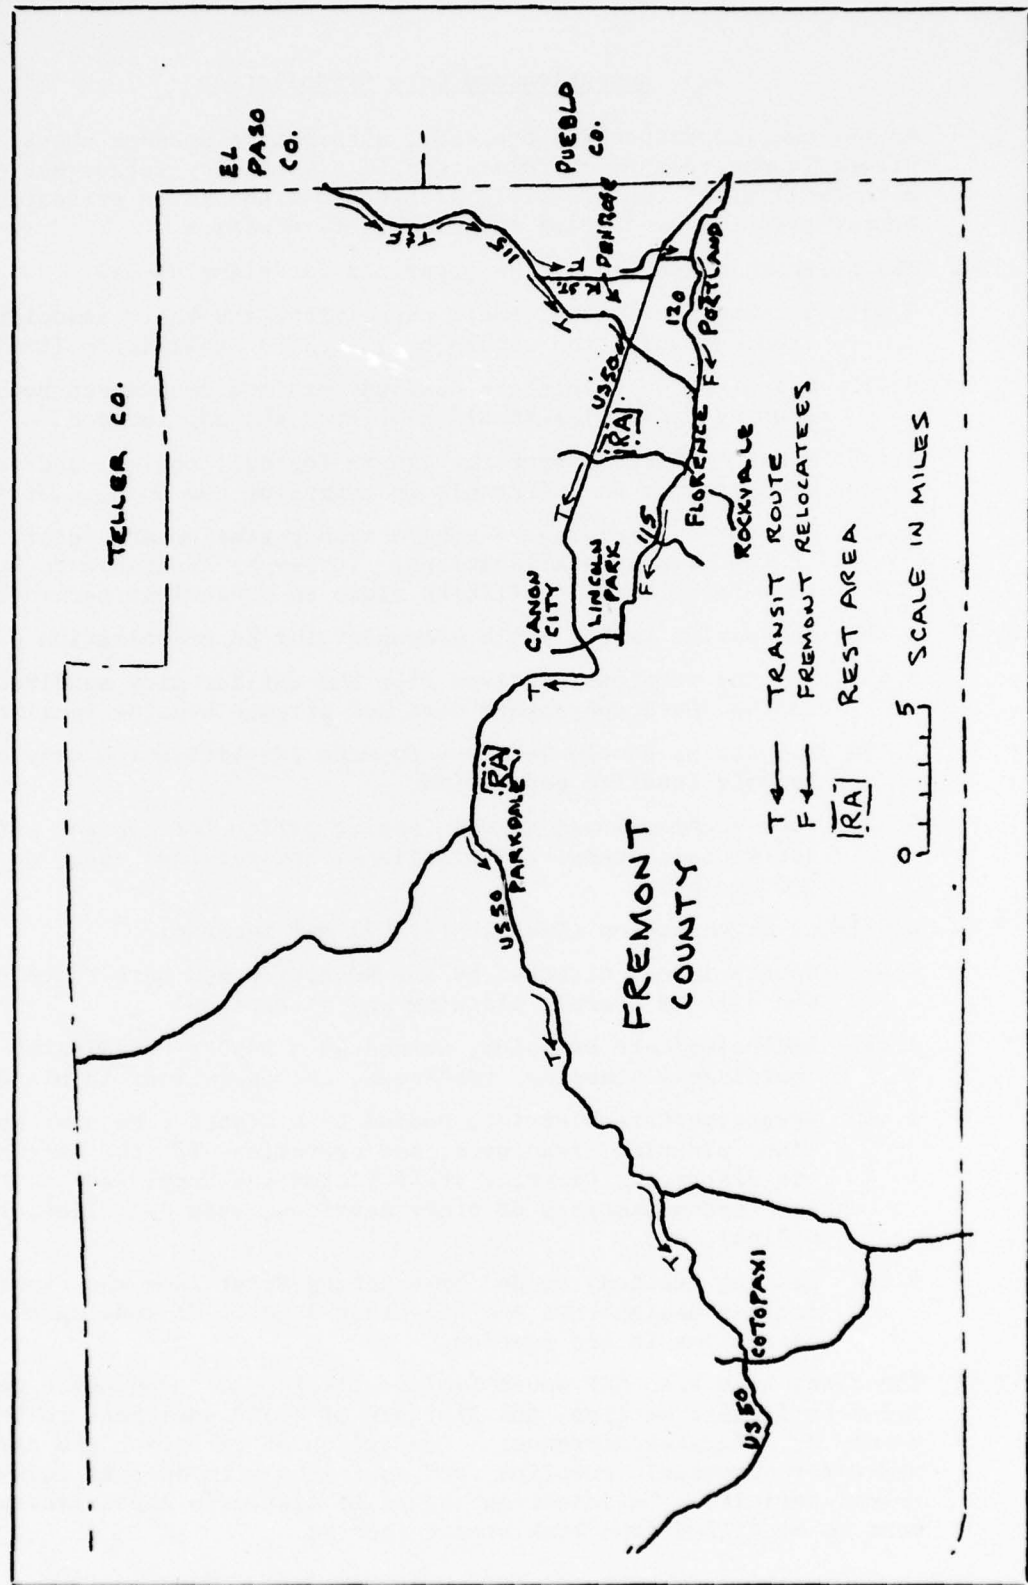 TELLER CO.
EL
PASO
CO.
PUEBLO
CO.
T+F
115
T+F
F
PENROSE
T
US50
120
PORTLAND
F
RA
FLORENCE
ROCKVALE
T
115
F
LINCOLN
PARK
CANON
CITY
T
RA
PARKDALE
US50
T
FREMONT
COUNTY
T
COTOPAXI
US50
T ← TRANSIT ROUTE
F ← FREMONT RELOCATEES
RA REST AREA
0 5 SCALE IN MILES